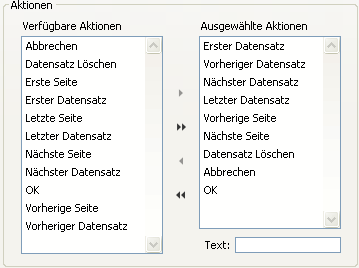 Aktionen
Verfügbare Aktionen
Abbrechen
Datensatz Löschen
Erste Seite
Erster Datensatz
Letzte Seite
Letzter Datensatz
Nächste Seite
Nächster Datensatz
OK
Vorherige Seite
Vorheriger Datensatz
Ausgewählte Aktionen
Erster Datensatz
Vorheriger Datensatz
Nächster Datensatz
Letzter Datensatz
Vorherige Seite
Nächste Seite
Datensatz Löschen
Abbrechen
OK
Text: